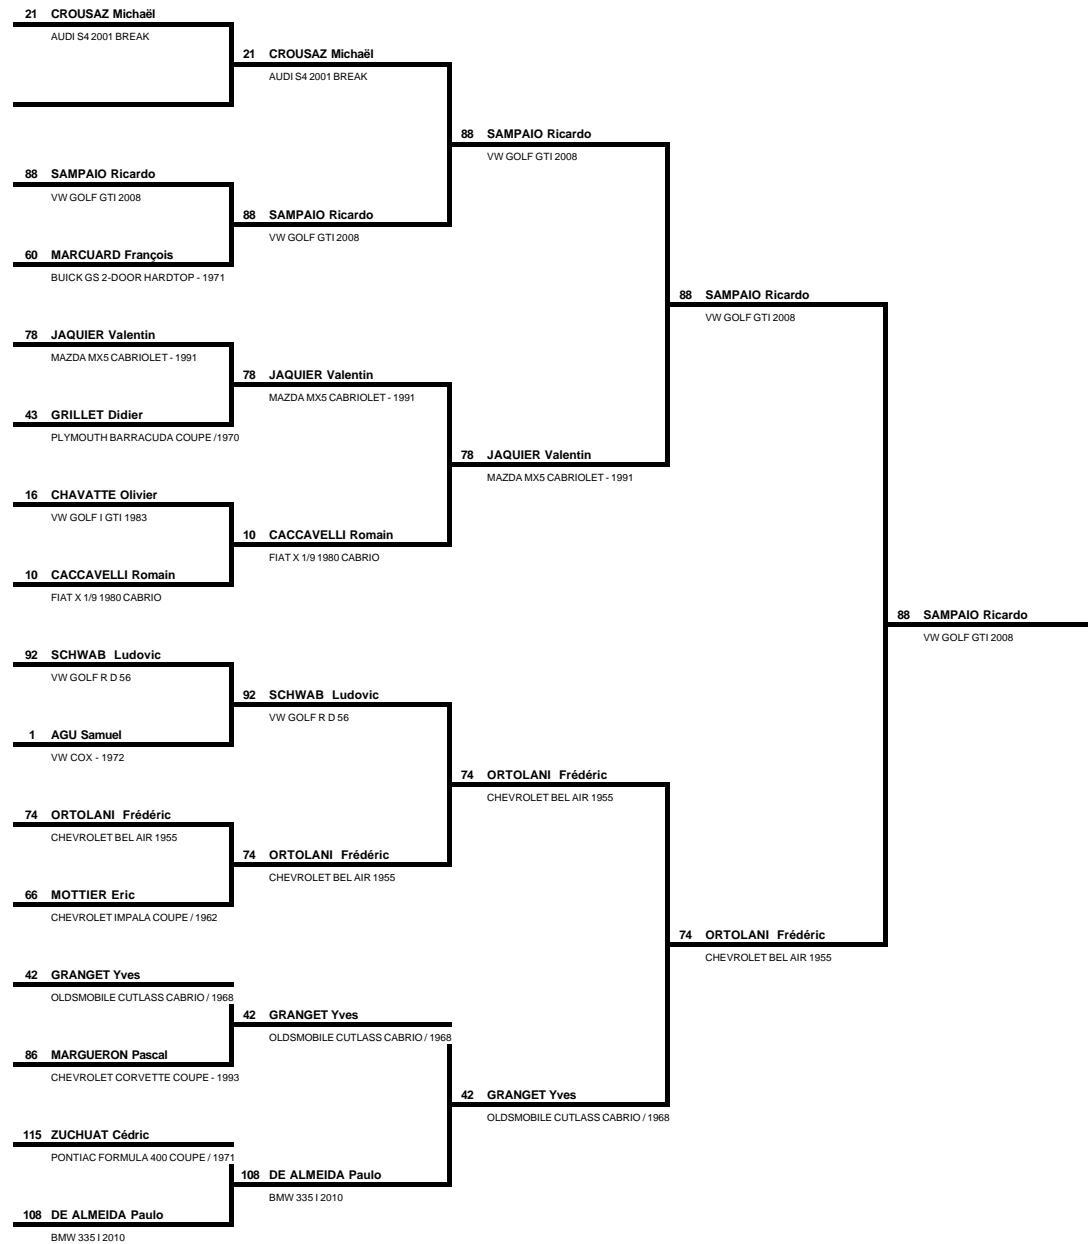 21 CROUSAZ Michaël
AUDI S4 2001 BREAK
21 CROUSAZ Michaël
AUDI S4 2001 BREAK
88 SAMPAIO Ricardo
VW GOLF GTI 2008
88 SAMPAIO Ricardo
VW GOLF GTI 2008
88 SAMPAIO Ricardo
VW GOLF GTI 2008
60 MARCUARD François
BUICK GS 2-DOOR HARDTOP - 1971
88 SAMPAIO Ricardo
VW GOLF GTI 2008
78 JAQUIER Valentin
MAZDA MX5 CABRIOLET - 1991
78 JAQUIER Valentin
MAZDA MX5 CABRIOLET - 1991
43 GRILLET Didier
PLYMOUTH BARRACUDA COUPE /1970
78 JAQUIER Valentin
MAZDA MX5 CABRIOLET - 1991
16 CHAVATTE Olivier
VW GOLF I GTI 1983
10 CACCAVELLI Romain
FIAT X 1/9 1980 CABRIO
10 CACCAVELLI Romain
FIAT X 1/9 1980 CABRIO
88 SAMPAIO Ricardo
VW GOLF GTI 2008
92 SCHWAB Ludovic
VW GOLF R D 56
92 SCHWAB Ludovic
VW GOLF R D 56
1 AGU Samuel
VW COX - 1972
74 ORTOLANI Frédéric
CHEVROLET BEL AIR 1955
74 ORTOLANI Frédéric
CHEVROLET BEL AIR 1955
74 ORTOLANI Frédéric
CHEVROLET BEL AIR 1955
66 MOTTIER Eric
CHEVROLET IMPALA COUPE / 1962
74 ORTOLANI Frédéric
CHEVROLET BEL AIR 1955
42 GRANGET Yves
OLDSMOBILE CUTLASS CABRIO / 1968
42 GRANGET Yves
OLDSMOBILE CUTLASS CABRIO / 1968
86 MARGUERON Pascal
CHEVROLET CORVETTE COUPE - 1993
42 GRANGET Yves
OLDSMOBILE CUTLASS CABRIO / 1968
115 ZUCHUAT Cédric
PONTIAC FORMULA 400 COUPE / 1971
108 DE ALMEIDA Paulo
BMW 335 I 2010
108 DE ALMEIDA Paulo
BMW 335 I 2010